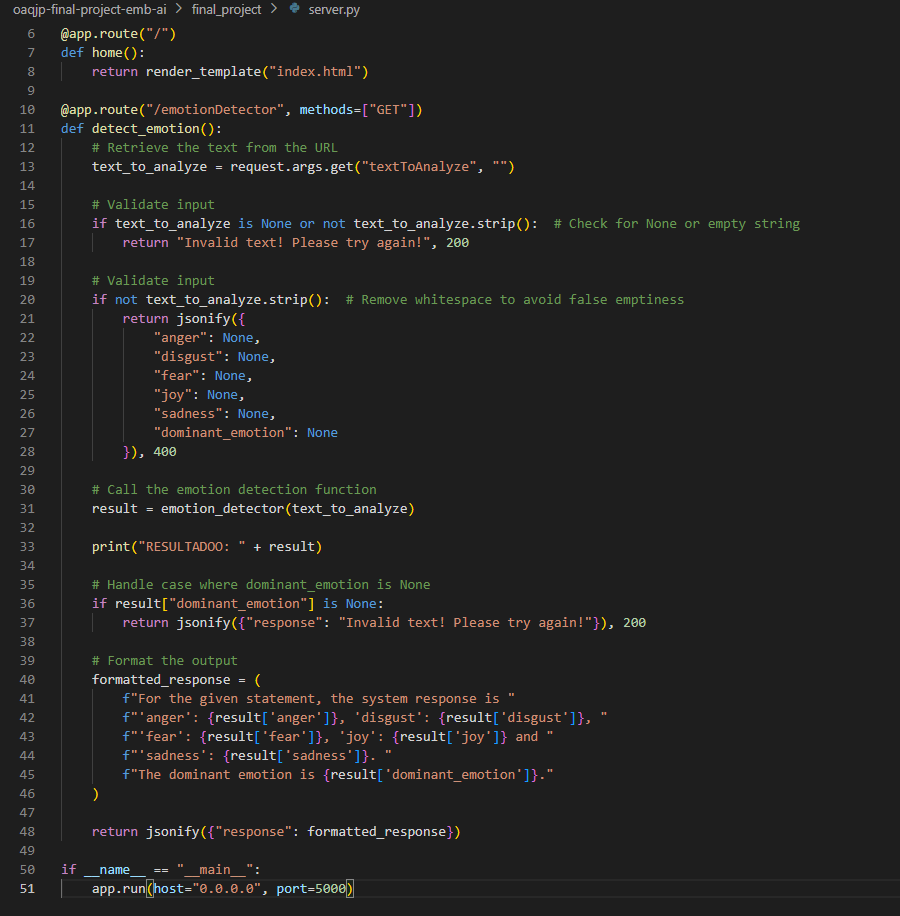 oaqjp-final-project-emb-ai > final_project > server.py
6 @app.route("/")
7 def home():
8     return render_template("index.html")
9
10 @app.route("/emotionDetector", methods=["GET"])
11 def detect_emotion():
12     # Retrieve the text from the URL
13     text_to_analyze = request.args.get("textToAnalyze", "")
14
15     # Validate input
16     if text_to_analyze is None or not text_to_analyze.strip():  # Check for None or empty string
17         return "Invalid text! Please try again!", 200
18
19     # Validate input
20     if not text_to_analyze.strip():  # Remove whitespace to avoid false emptiness
21         return jsonify({
22             "anger": None,
23             "disgust": None,
24             "fear": None,
25             "joy": None,
26             "sadness": None,
27             "dominant_emotion": None
28         }), 400
29
30     # Call the emotion detection function
31     result = emotion_detector(text_to_analyze)
32
33     print("RESULTADOO: " + result)
34
35     # Handle case where dominant_emotion is None
36     if result["dominant_emotion"] is None:
37         return jsonify({"response": "Invalid text! Please try again!"}), 200
38
39     # Format the output
40     formatted_response = (
41         f"For the given statement, the system response is "
42         f"'anger': {result['anger']}, 'disgust': {result['disgust']}, "
43         f"'fear': {result['fear']}, 'joy': {result['joy']} and "
44         f"'sadness': {result['sadness']}. "
45         f"The dominant emotion is {result['dominant_emotion']}."
46     )
47
48     return jsonify({"response": formatted_response})
49
50 if __name__ == "__main__":
51     app.run(host="0.0.0.0", port=5000)